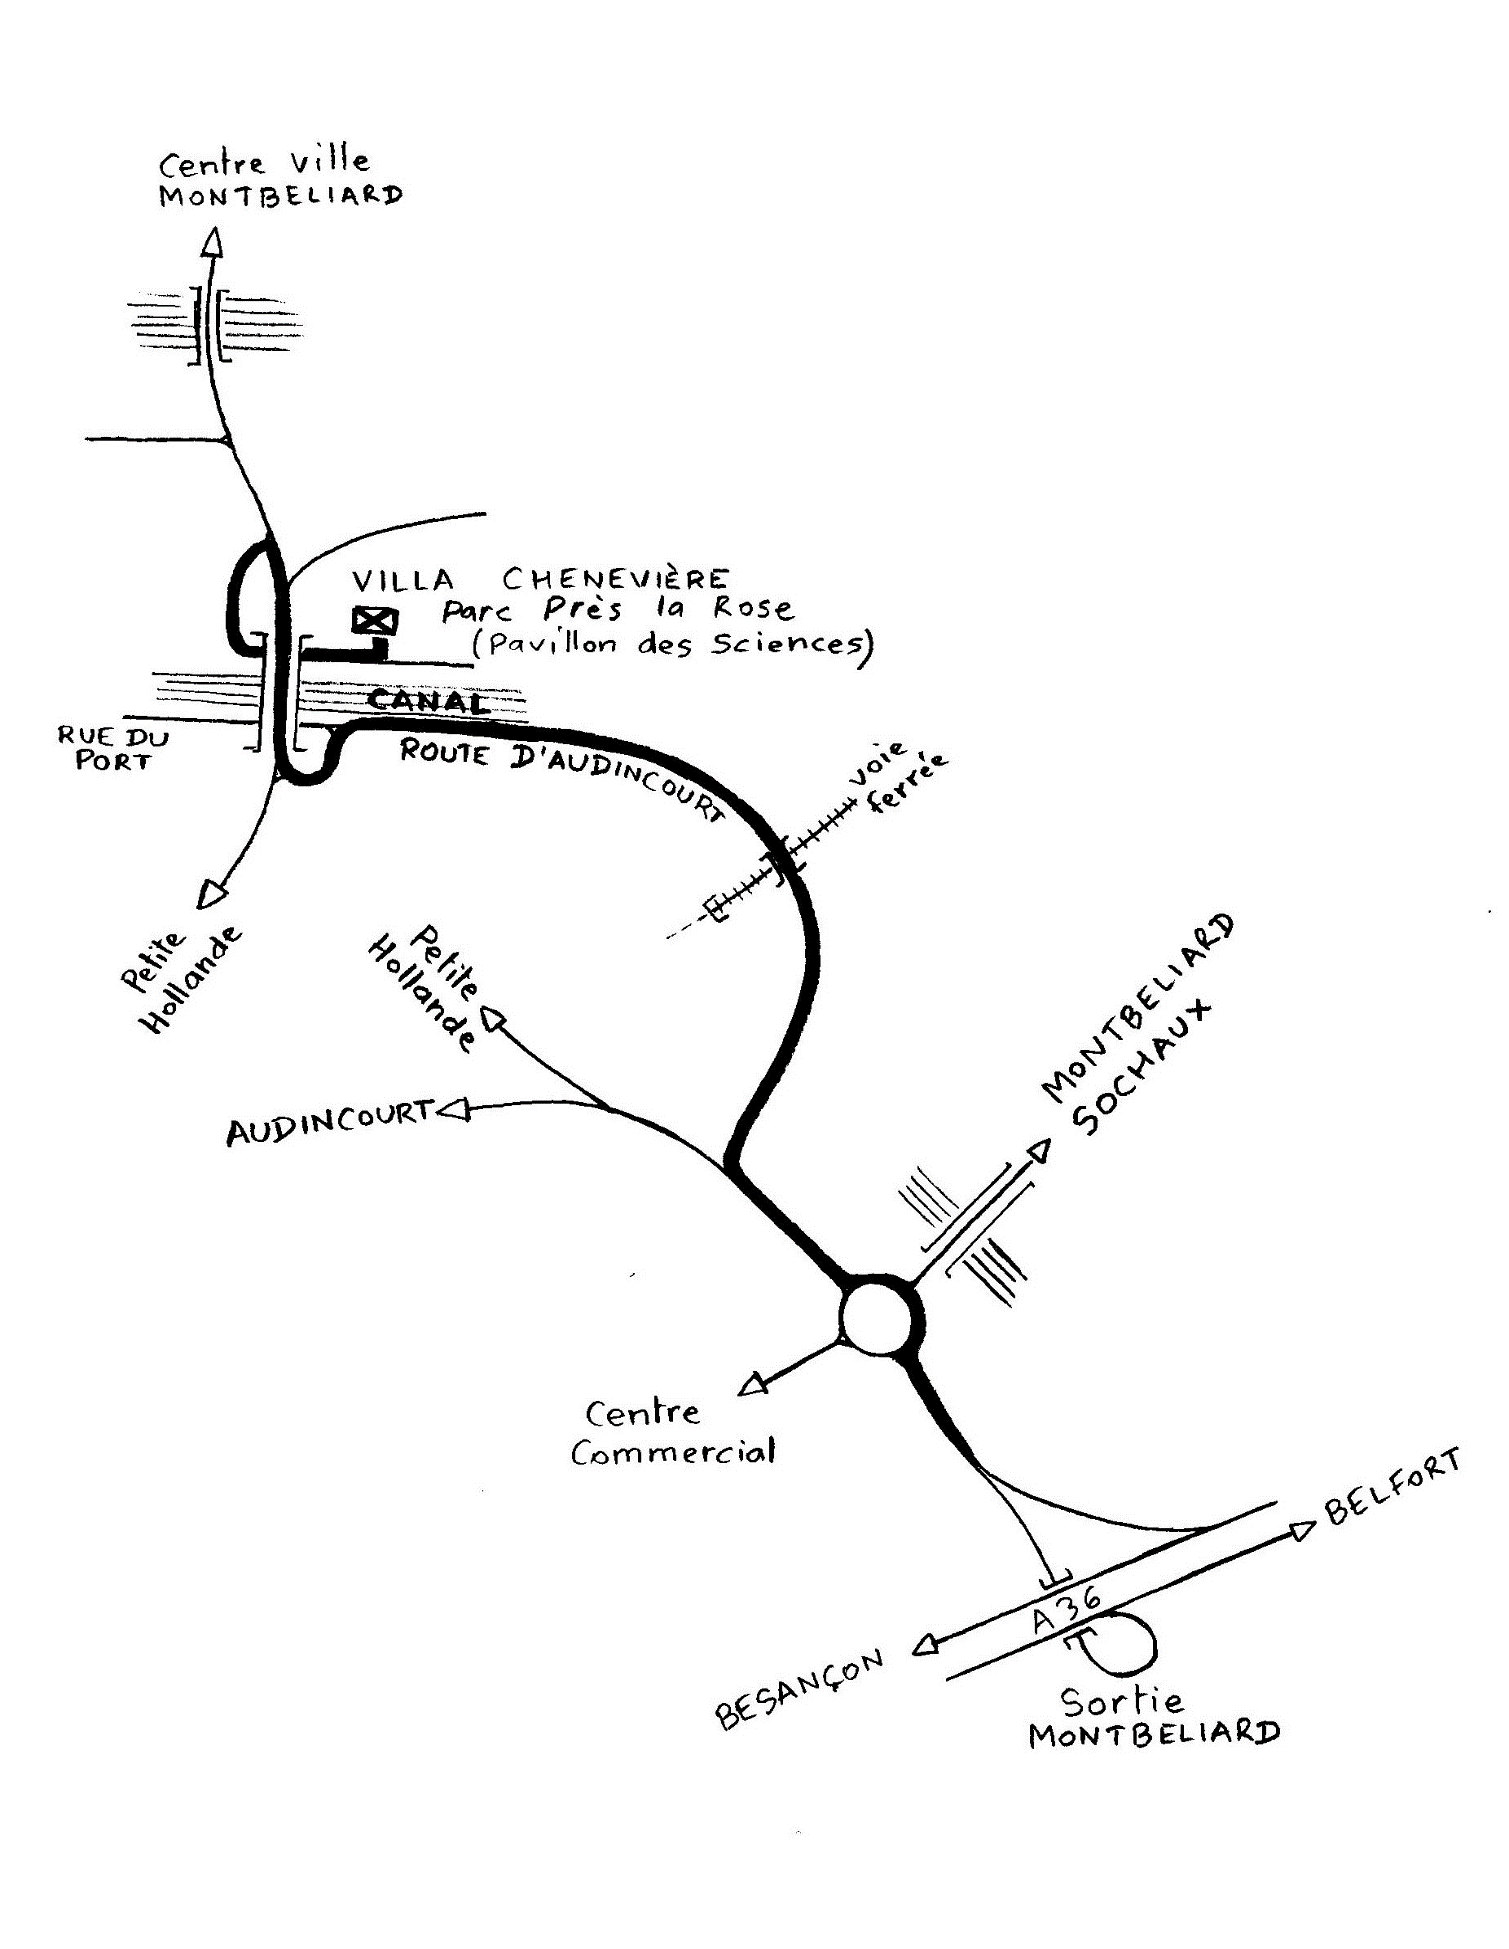 Centre ville
MONTBELIARD
VILLA CHENEVIÈRE
Parc Près la Rose
(Pavillon des Sciences)
CANAL
RUE DU
PORT
ROUTE D'AUDINCOURT
voie
ferrée
Petite
Hollande
Petite
Hollande
MONTBELIARD
SOCHAUX
AUDINCOURT
Centre
Commercial
BELFORT
A36
BESANÇON
Sortie
MONTBELIARD